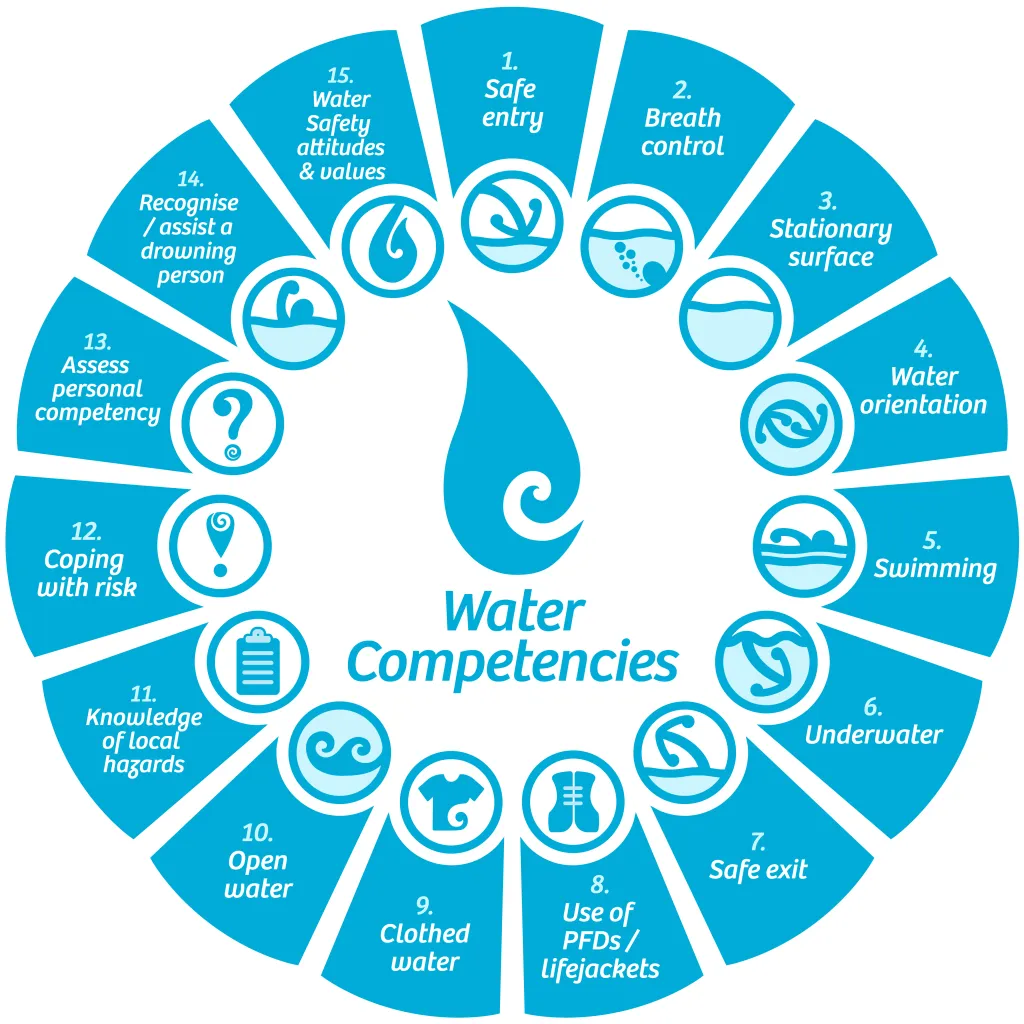 1.
Safe
entry
2.
Breath
control
3.
Stationary
surface
4.
Water
orientation
5.
Swimming
6.
Underwater
7.
Safe exit
8.
Use of
PFDs /
lifejackets
9.
Clothed
water
10.
Open
water
11.
Knowledge
of local
hazards
12.
Coping
with risk
13.
Assess
personal
competency
14.
Recognise
/ assist a
drowning
person
15.
Water
Safety
attitudes
& values
Water
Competencies